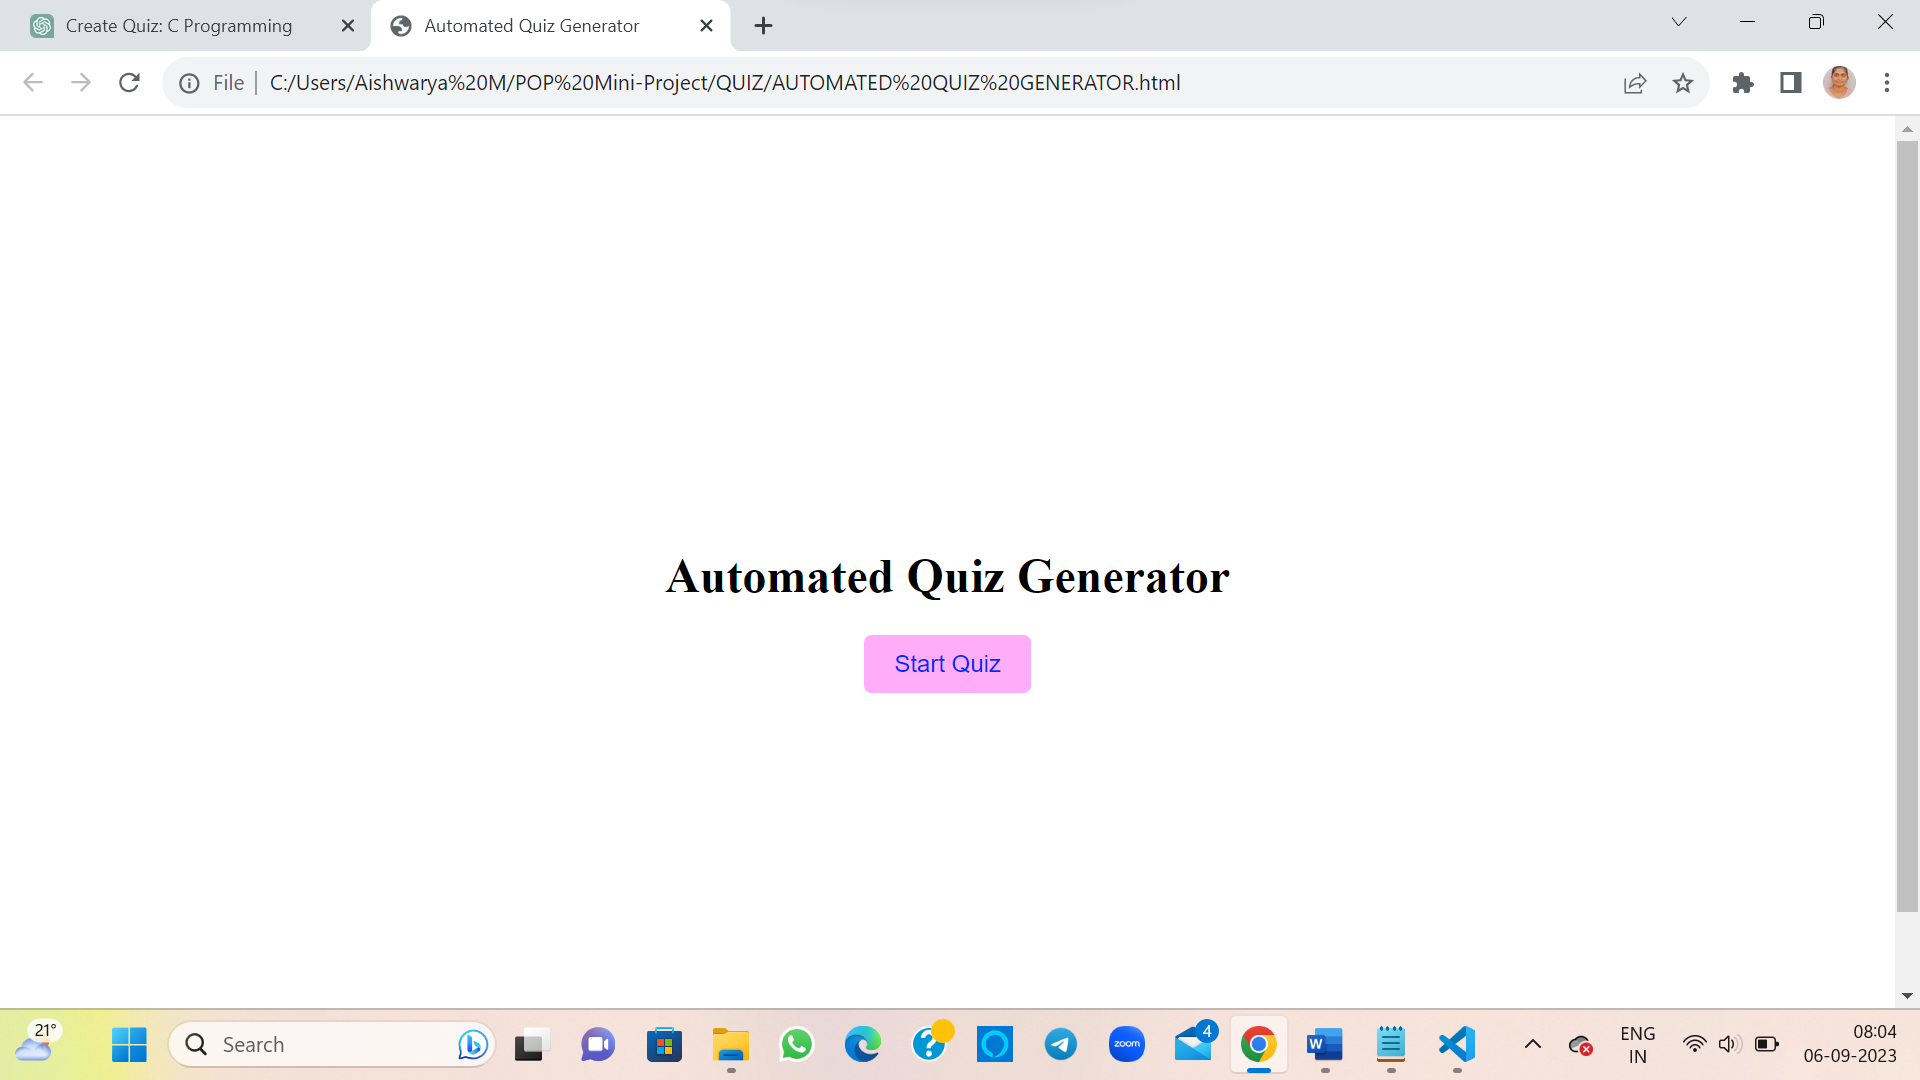 Create Quiz: C Programming
Automated Quiz Generator
File
C:/Users/Aishwarya%20M/POP%20Mini-Project/QUIZ/AUTOMATED%20QUIZ%20GENERATOR.html
Automated Quiz Generator
Start Quiz
21°
Search
zoom
4
W
ENG
IN
08:04
06-09-2023